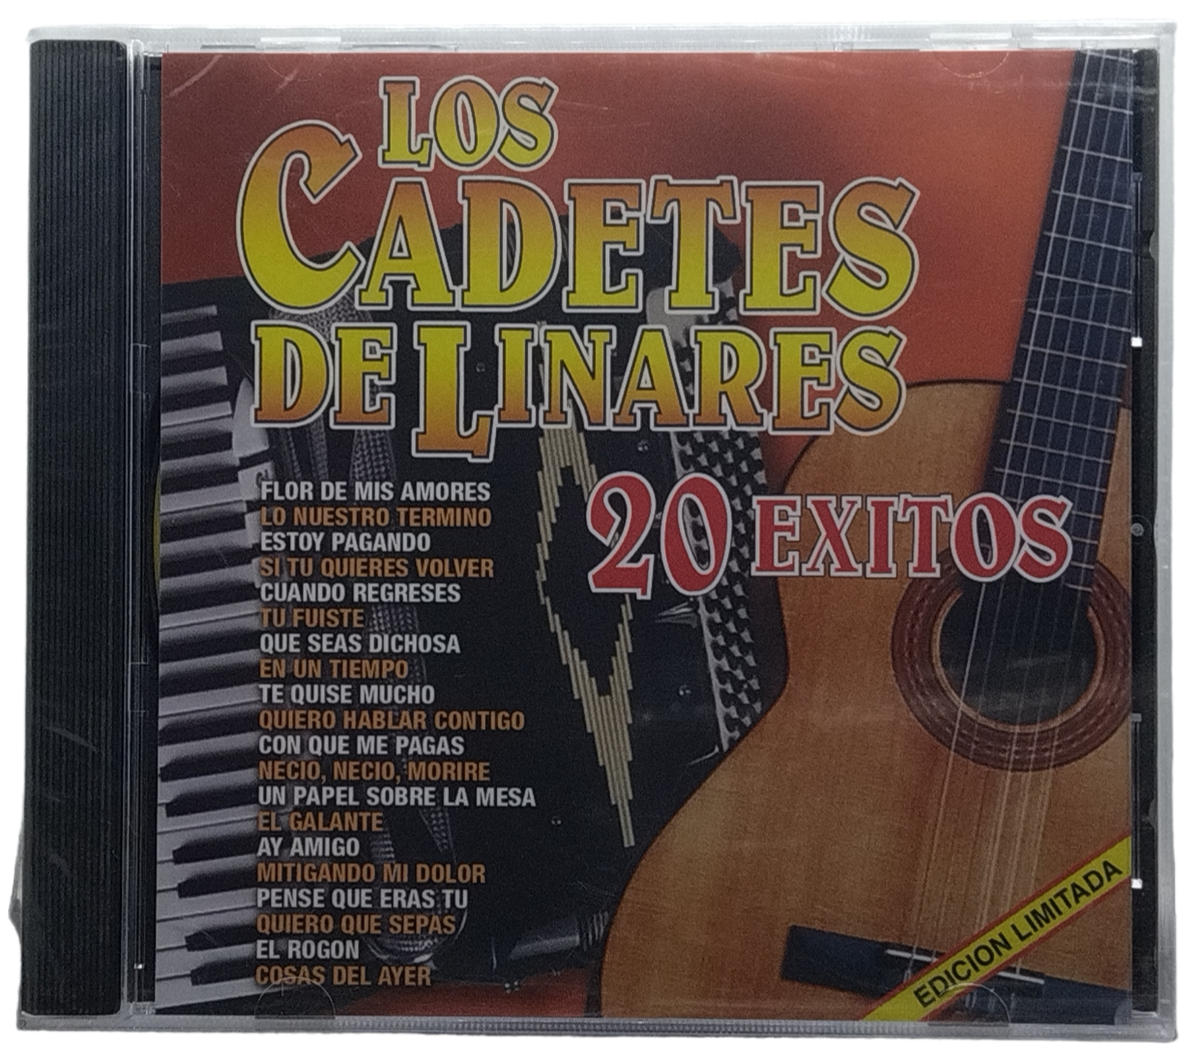 LOS
CADETES
DE LINARES
20 EXITOS
FLOR DE MIS AMORES
LO NUESTRO TERMINO
ESTOY PAGANDO
SI TU QUIERES VOLVER
CUANDO REGRESES
TU FUISTE
QUE SEAS DICHOSA
EN UN TIEMPO
TE QUISE MUCHO
QUIERO HABLAR CONTIGO
CON QUE ME PAGAS
NECIO, NECIO, MORIRE
UN PAPEL SOBRE LA MESA
EL GALANTE
AY AMIGO
MITIGANDO MI DOLOR
PENSE QUE ERAS TU
QUIERO QUE SEPAS
EL ROGON
COSAS DEL AYER
EDICION LIMITADA